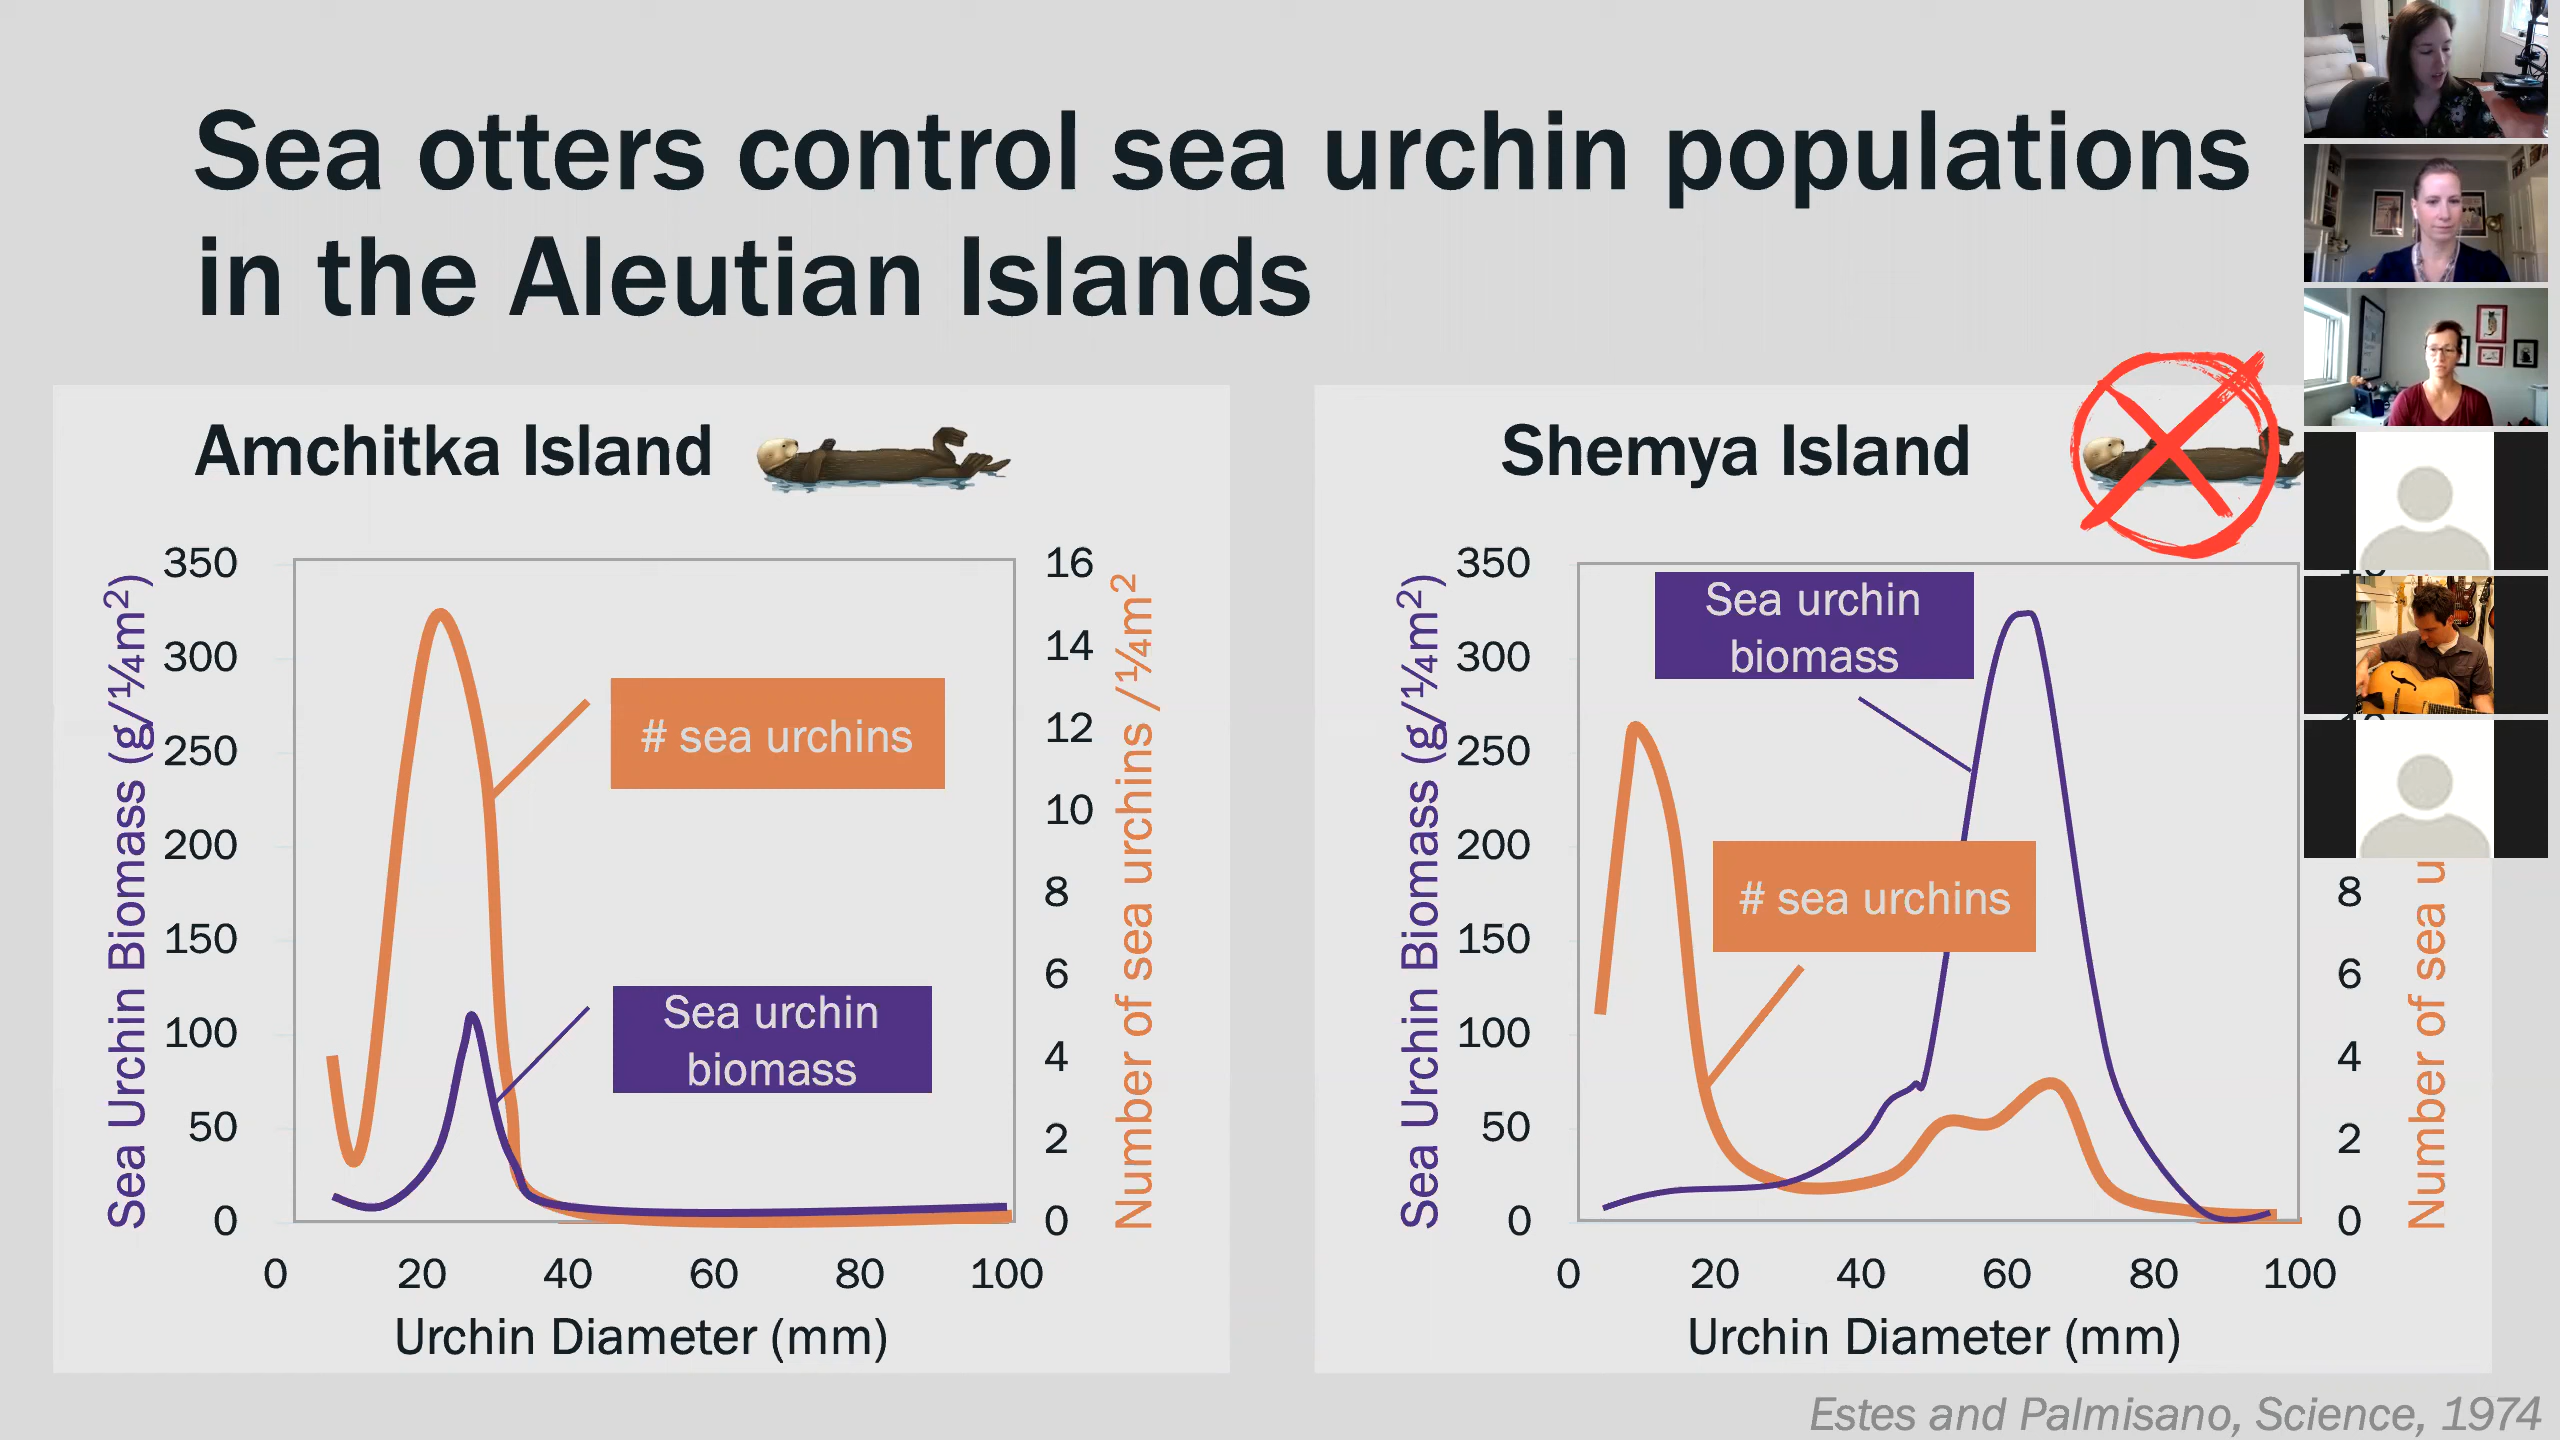 Sea otters control sea urchin populations
in the Aleutian Islands
Amchitka Island
Sea Urchin Biomass (g/¼m²)
350
300
250
200
150
100
50
0
# sea urchins
Sea urchin
biomass
16
14
12
10
8
6
4
2
0
Number of sea urchins /¼m²
0 20 40 60 80 100
Urchin Diameter (mm)
Shemya Island
Sea Urchin Biomass (g/¼m²)
350
300
250
200
150
100
50
0
Sea urchin
biomass
# sea urchins
8
6
4
2
0
Number of sea u
0 20 40 60 80 100
Urchin Diameter (mm)
Estes and Palmisano, Science, 1974